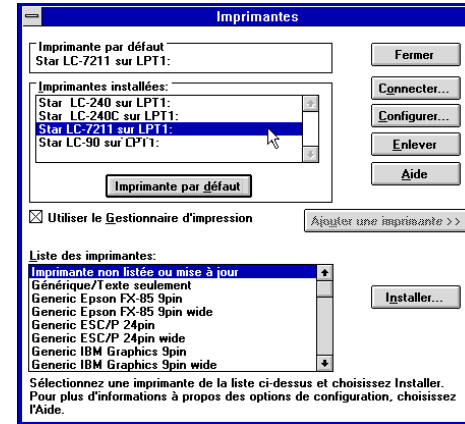 Imprimantes
Imprimante par défaut
Star LC-7211 sur LPT1:
Fermer
Imprimantes installées:
Star LC-240 sur LPT1:
Star LC-240C sur LPT1:
Star LC-7211 sur LPT1:
Star LC-90 sur LPT1:
Connecter...
Configurer...
Enlever
Aide
Imprimante par défaut
Utiliser le Gestionnaire d'impression
Ajouter une imprimante >>
Liste des imprimantes:
Imprimante non listée ou mise à jour
Générique/Texte seulement
Generic Epson FX-85 9pin
Generic Epson FX-85 9pin wide
Generic ESC/P 24pin
Generic ESC/P 24pin wide
Generic IBM Graphics 9pin
Generic IBM Graphics 9pin wide
Installer...
Sélectionnez une imprimante de la liste ci-dessus et choisissez Installer.
Pour plus d'informations à propos des options de configuration, choisissez
l'Aide.